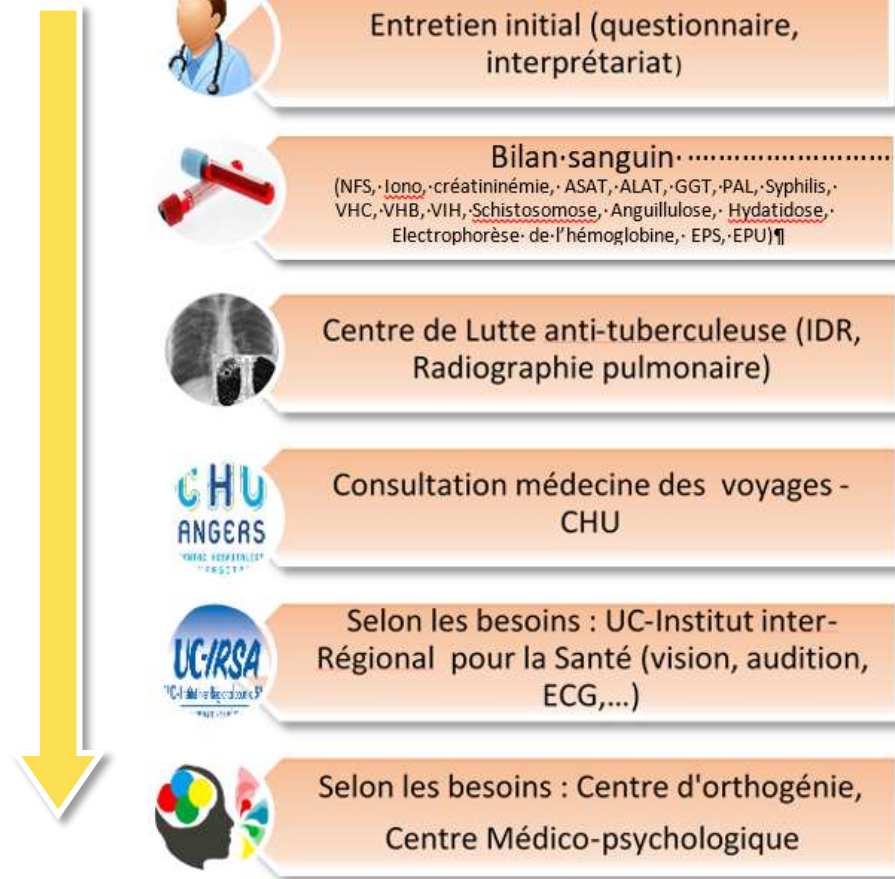 Entretien initial (questionnaire,
interprétariat)
Bilan·sanguin· ............................
(NFS,·Iono,·créatininémie,·ASAT,·ALAT,·GGT,·PAL,·Syphilis,·
VHC,·VHB,·VIH,·Schistosomose,·Anguillulose,·Hydatidose,·
Electrophorèse·de·l'hémoglobine,·EPS,·EPU)¶
Centre de Lutte anti-tuberculeuse (IDR,
Radiographie pulmonaire)
CHU
ANGERS
Consultation médecine des voyages -
CHU
UC-IRSA
Selon les besoins : UC-Institut inter-
Régional pour la Santé (vision, audition,
ECG,...)
Selon les besoins : Centre d'orthogénie,
Centre Médico-psychologique